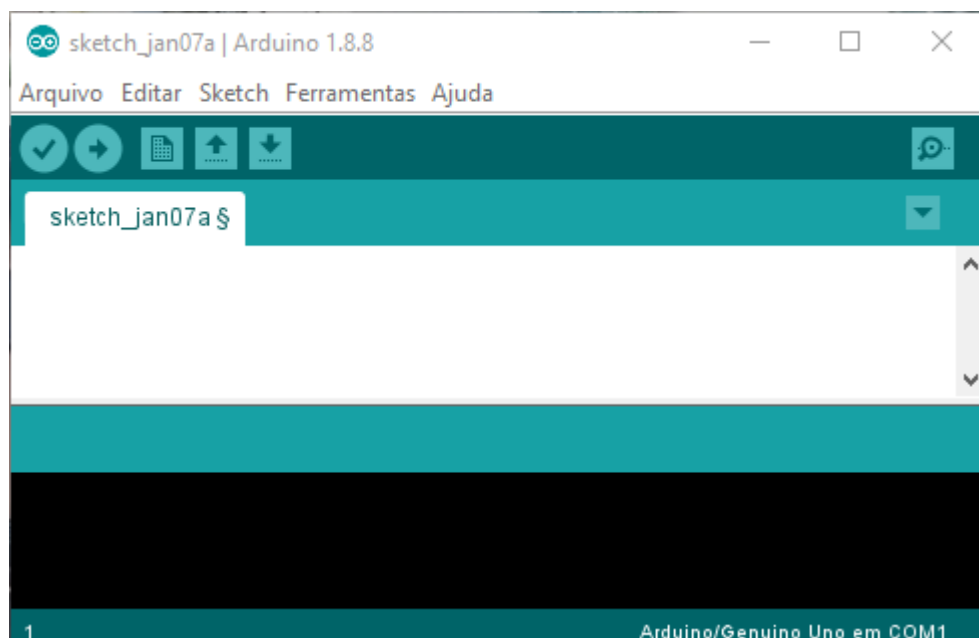 sketch_jan07a | Arduino 1.8.8
Arquivo Editar Sketch Ferramentas Ajuda
sketch_jan07a §
1 Arduino/Genuino Uno em COM1